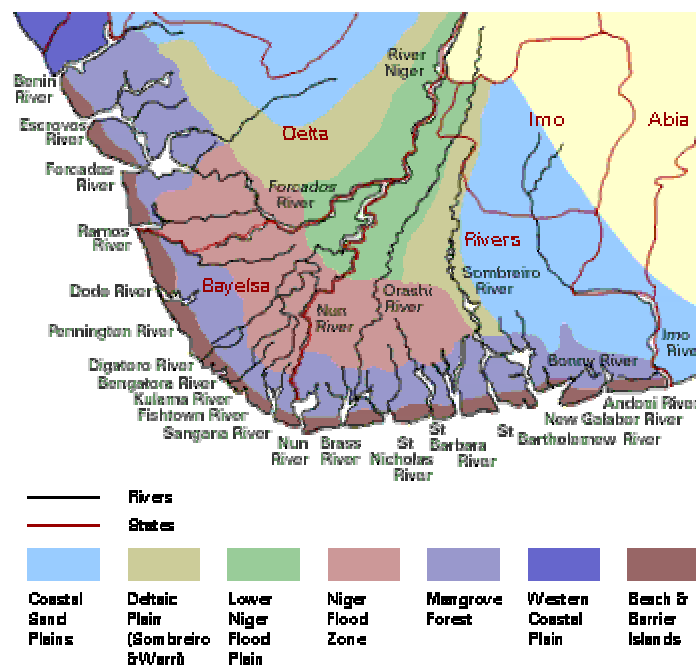 River
Niger
Benin
River
Escravos
River
Forcados
River
Delta
Imo
Abia
Forcados
River
Ramos
River
Rivers
Dodo River
Bayelsa
Sombreiro
River
Orashi
River
Nun
River
Pennington River
Imo
River
Digatoro River
Bengatora River
Kulama River
Fishtown River
Sangana River
Bonny River
Andoni River
New Calabar River
St
Bartholomew River
Nun
River
Brass
River
St
Nicholas
River
St
Barbara
River
Rivers
States
Coastal
Sand
Plains
Deltaic
Plain
(Sombreiro
&Warri)
Lower
Niger
Flood
Plain
Niger
Flood
Zone
Mangrove
Forest
Western
Coastal
Plain
Beach &
Barrier
Islands